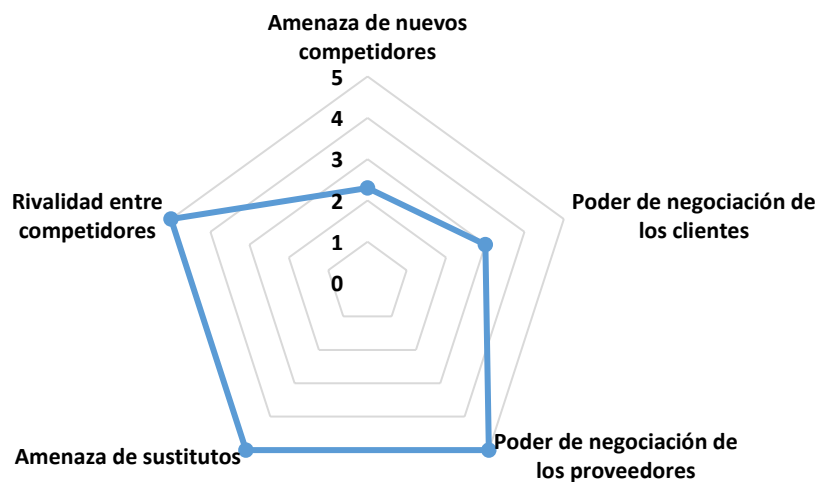 Amenaza de nuevos
competidores
5
4
3
2
1
0
Poder de negociación de
los clientes
Rivalidad entre
competidores
Amenaza de sustitutos
Poder de negociación de
los proveedores